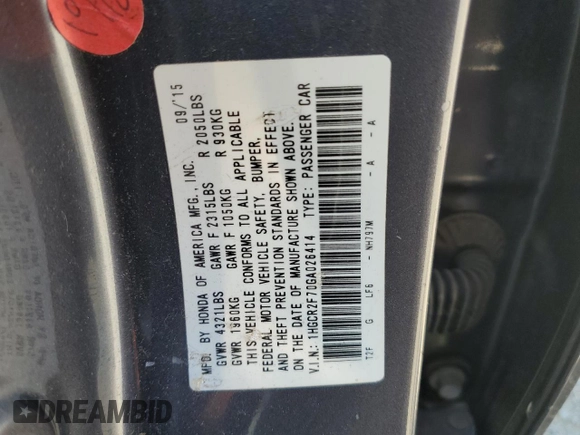 MFD. BY HONDA OF AMERICA MFG., INC. 09/15
GVWR 4321LBS GAWR F 2315LBS R 2050LBS
GVWR 1960KG GAWR F 1050KG R 930KG
THIS VEHICLE CONFORMS TO ALL APPLICABLE
FEDERAL MOTOR VEHICLE SAFETY, BUMPER,
AND THEFT PREVENTION STANDARDS IN EFFECT
ON THE DATE OF MANUFACTURE SHOWN ABOVE.
V.I.N.: 1HGCR2F70GA026414 TYPE: PASSENGER CAR
T2F G LF6 - NH797M - A - A
DREAMBID